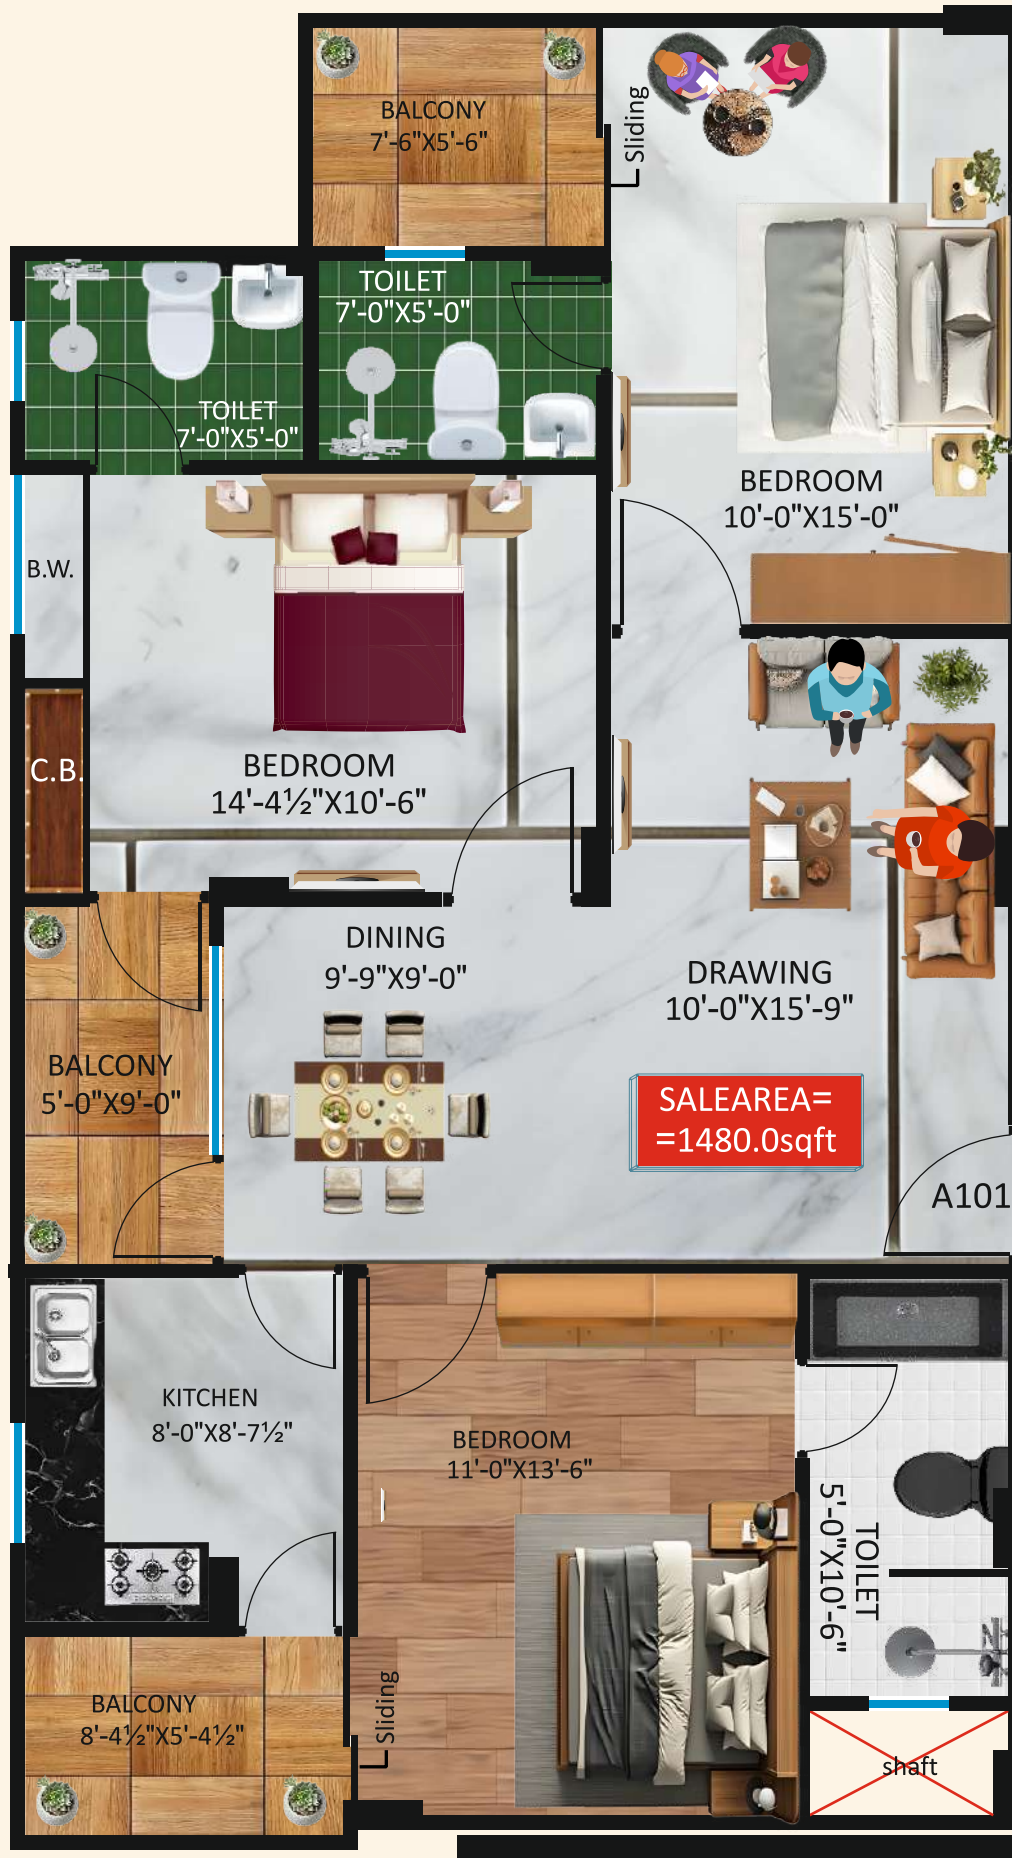 BALCONY
7'-6"X5'-6"
Sliding
TOILET
7'-0"X5'-0"
TOILET
7'-0"X5'-0"
BEDROOM
10'-0"X15'-0"
B.W.
C.B.
BEDROOM
14'-4½"X10'-6"
DINING
9'-9"X9'-0"
DRAWING
10'-0"X15'-9"
BALCONY
5'-0"X9'-0"
SALEAREA=
=1480.0sqft
A101
KITCHEN
8'-0"X8'-7½"
BEDROOM
11'-0"X13'-6"
TOILET
5'-0"X10'-6"
BALCONY
8'-4½"X5'-4½"
Sliding
shaft